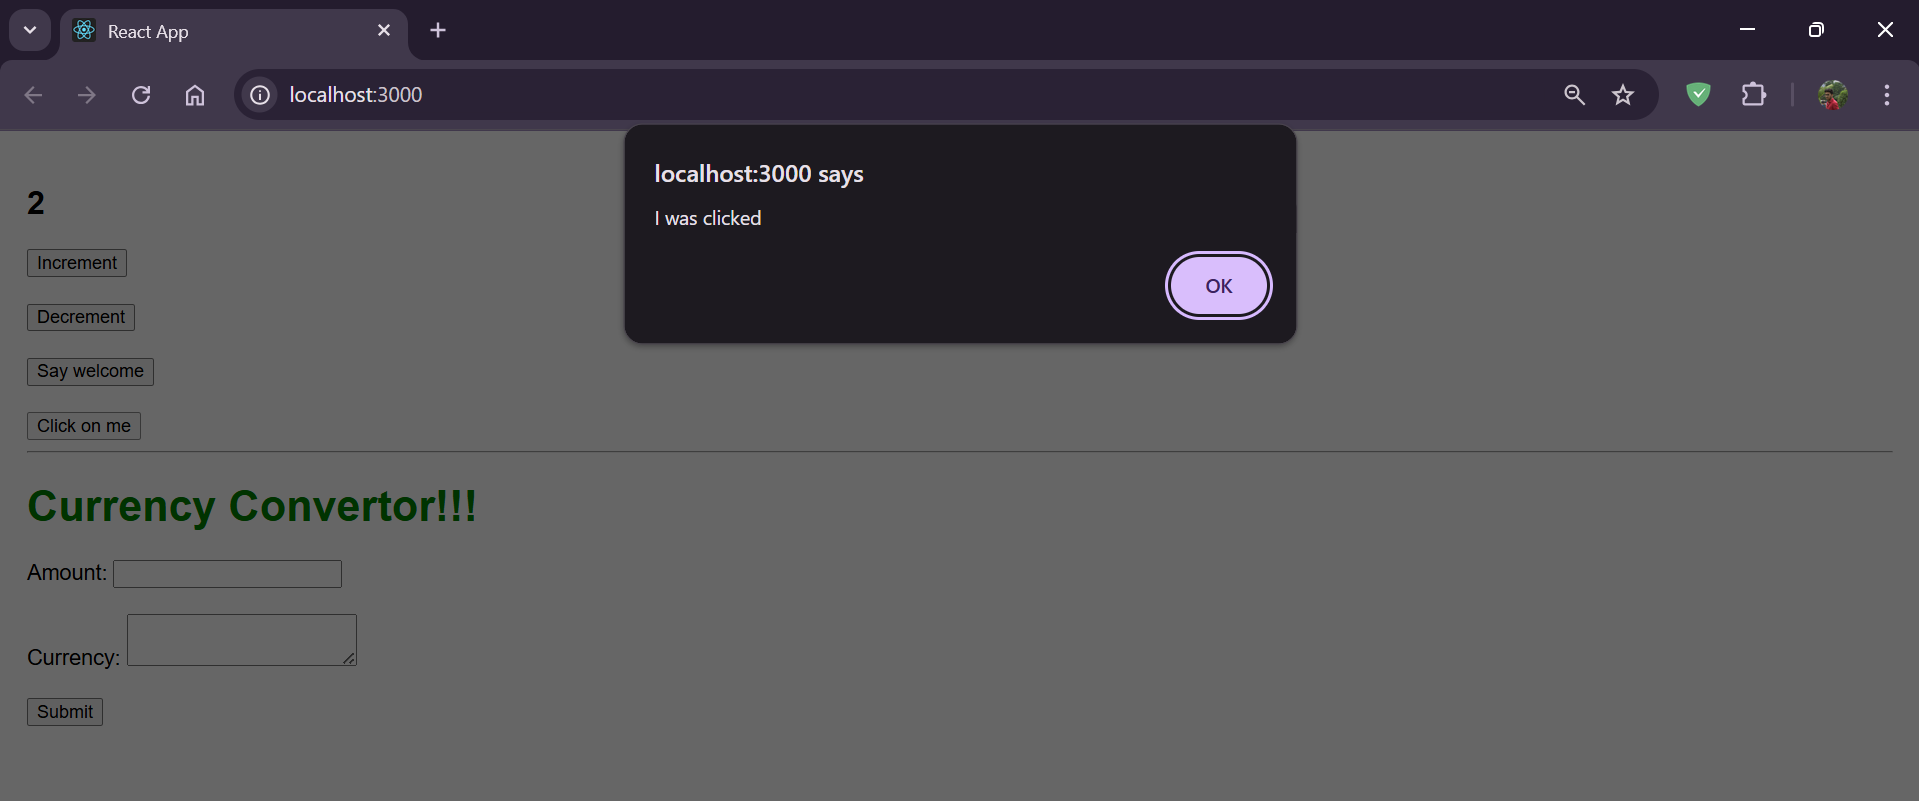 React App
localhost:3000
localhost:3000 says
I was clicked
OK
2
Increment
Decrement
Say welcome
Click on me
Currency Convertor!!!
Amount:
Currency:
Submit